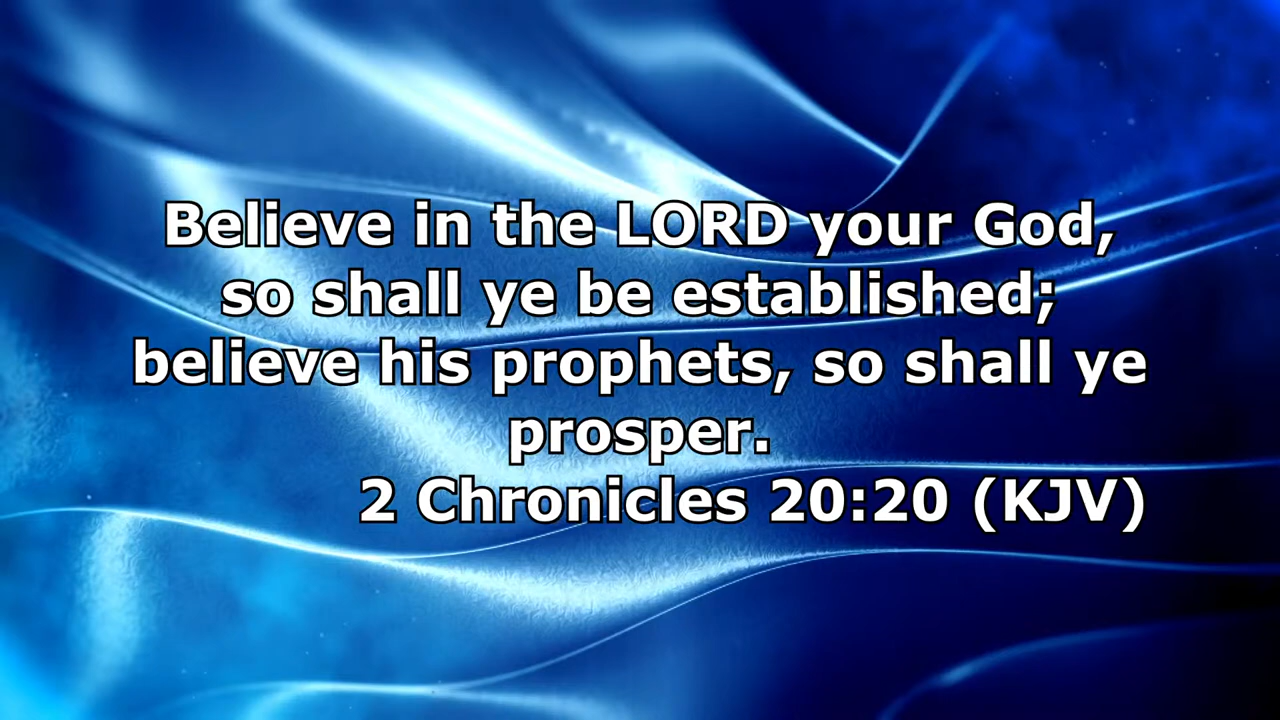 Believe in the LORD your God,
so shall ye be established;
believe his prophets, so shall ye
prosper.
2 Chronicles 20:20 (KJV)